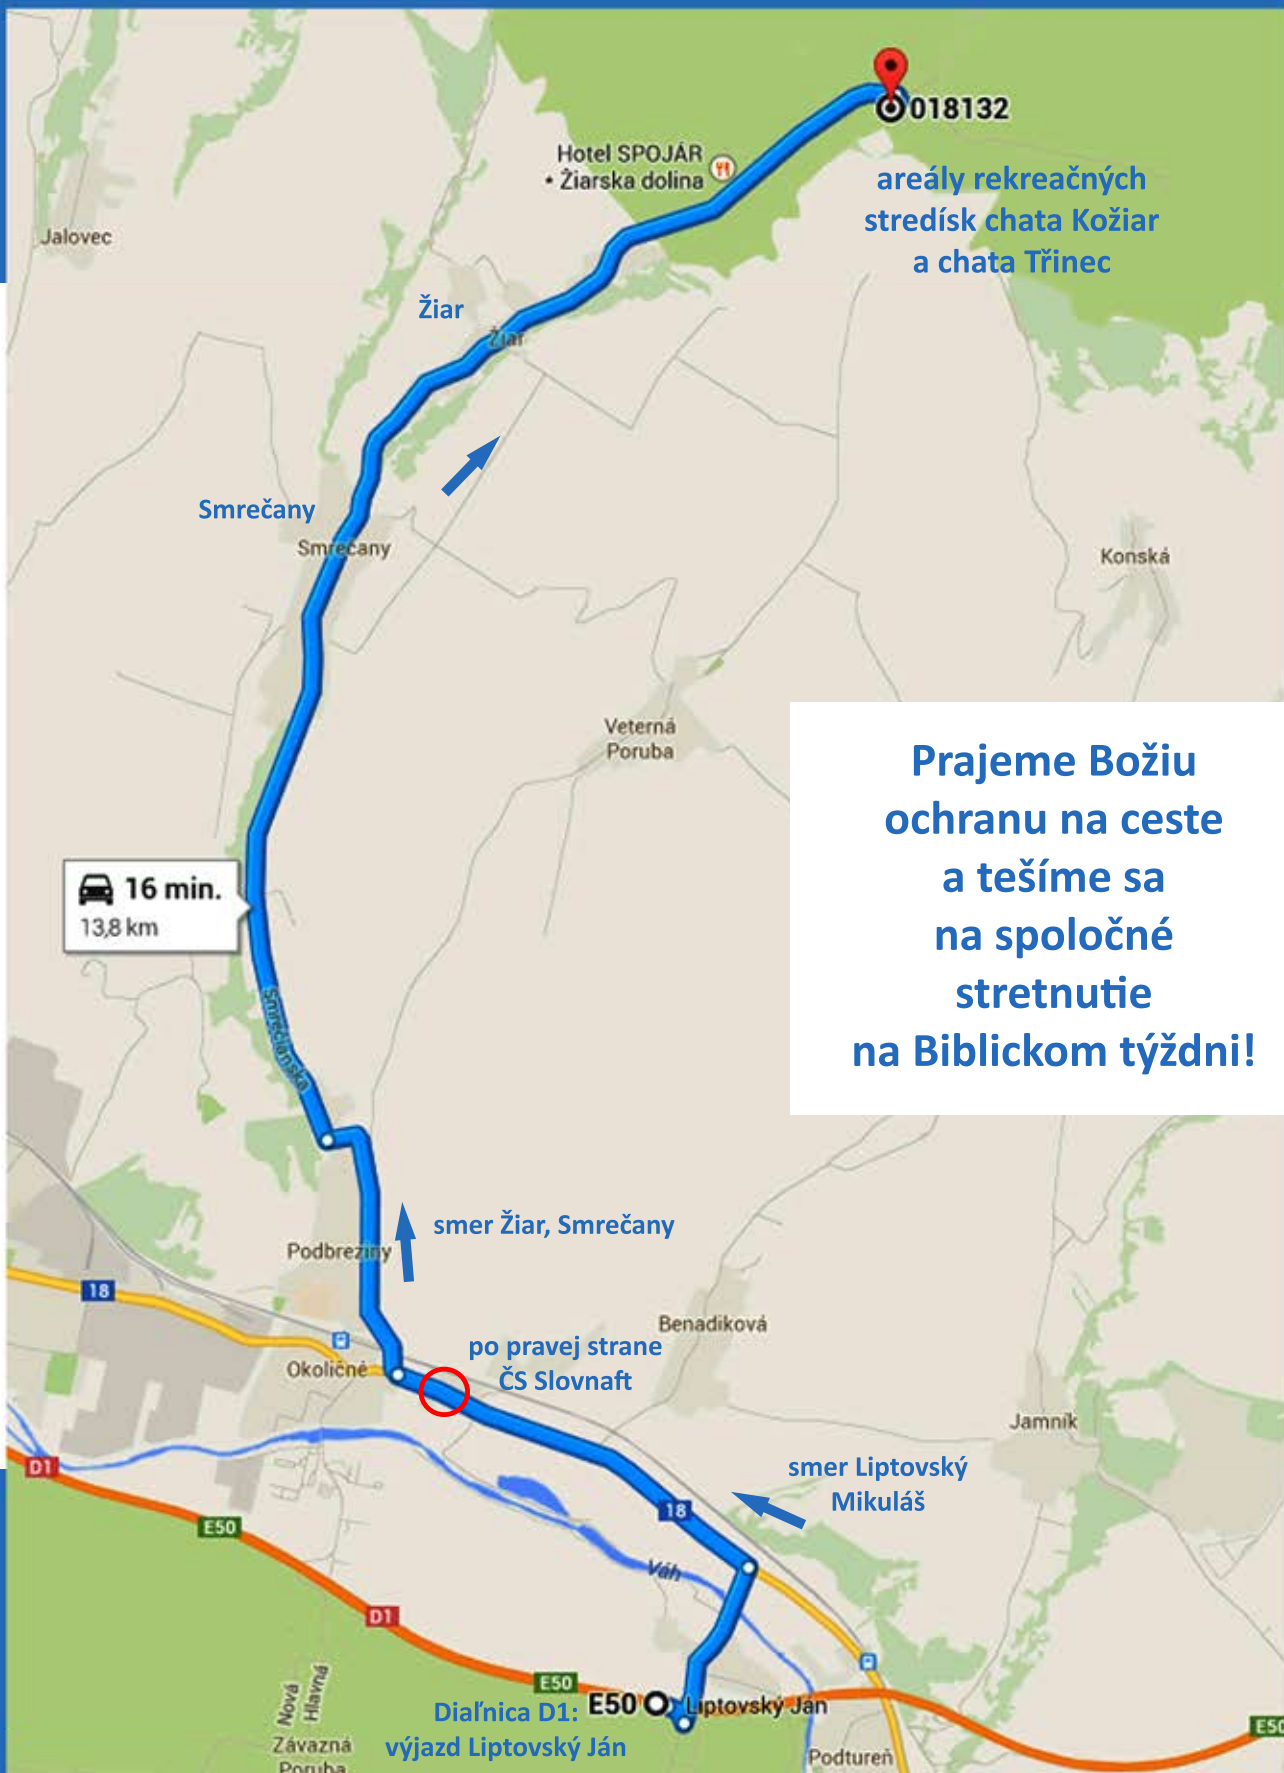 018132
Hotel SPOJÁR
• Žiarska dolina
areály rekreačných
stredísk chata Kožiar
a chata Třinec
Jalovec
Žiar
Žiar
Smrečany
Smrečany
Konská
Veterná
Poruba
Prajeme Božiu
ochranu na ceste
a tešíme sa
na spoločné
stretnutie
na Biblickom týždni!
16 min.
13,8 km
Smrečianska
smer Žiar, Smrečany
Podbreziny
18
Benadiková
po pravej strane
ČS Slovnaft
Okoličné
Jamník
smer Liptovský
Mikuláš
D1
18
E50
Váh
D1
E50
E50
Liptovský Ján
Diaľnica D1:
výjazd Liptovský Ján
Nová
Hlavná
Závazná
Poruba
Podtureň
E50